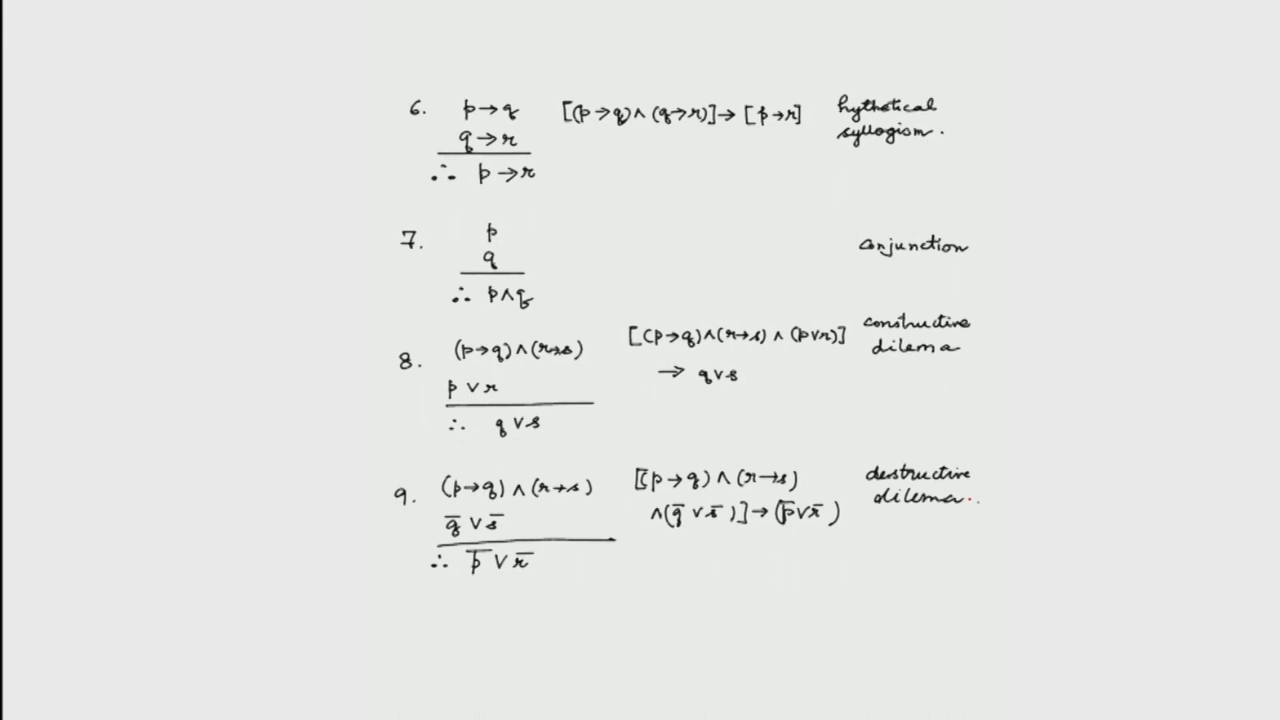 6. p→q [(p→q)∧(q→r)]→[p→r] hythetical
q→r syllogism.
∴ p→r
7. p
q conjunction
∴ p∧q
8. (p→q)∧(r→s) [(p→q)∧(r→s)∧(p∨r)] constructive
p∨r → q∨s dilema
∴ q∨s
9. (p→q)∧(r→s) [(p→q)∧(r→s) destructive
q̅∨s̅ ∧(q̅∨s̅)]→(p̅∨r̅) dilema..
∴ p̅∨r̅